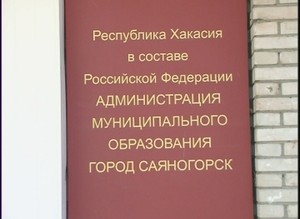 Республика Хакасия
в составе
Российской Федерации
АДМИНИСТРАЦИЯ
МУНИЦИПАЛЬНОГО
ОБРАЗОВАНИЯ
ГОРОД САЯНОГОРСК